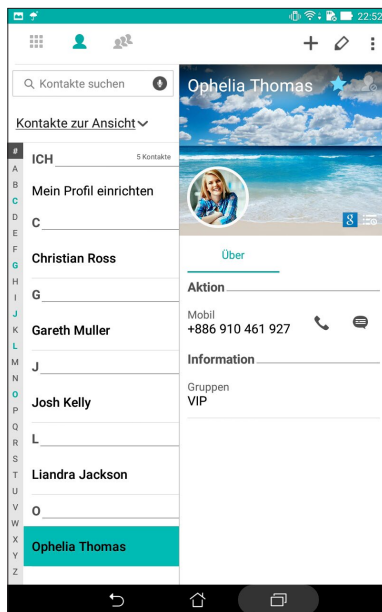 22:52
Kontakte suchen
Kontakte zur Ansicht
#
A
B
C
D
E
F
G
H
I
J
K
L
M
N
O
P
Q
R
S
T
U
V
W
X
Y
Z
ICH
5 Kontakte
Mein Profil einrichten
C
Christian Ross
G
Gareth Muller
J
Josh Kelly
L
Liandra Jackson
O
Ophelia Thomas
Ophelia Thomas
8
Über
Aktion
Mobil
+886 910 461 927
Information
Gruppen
VIP